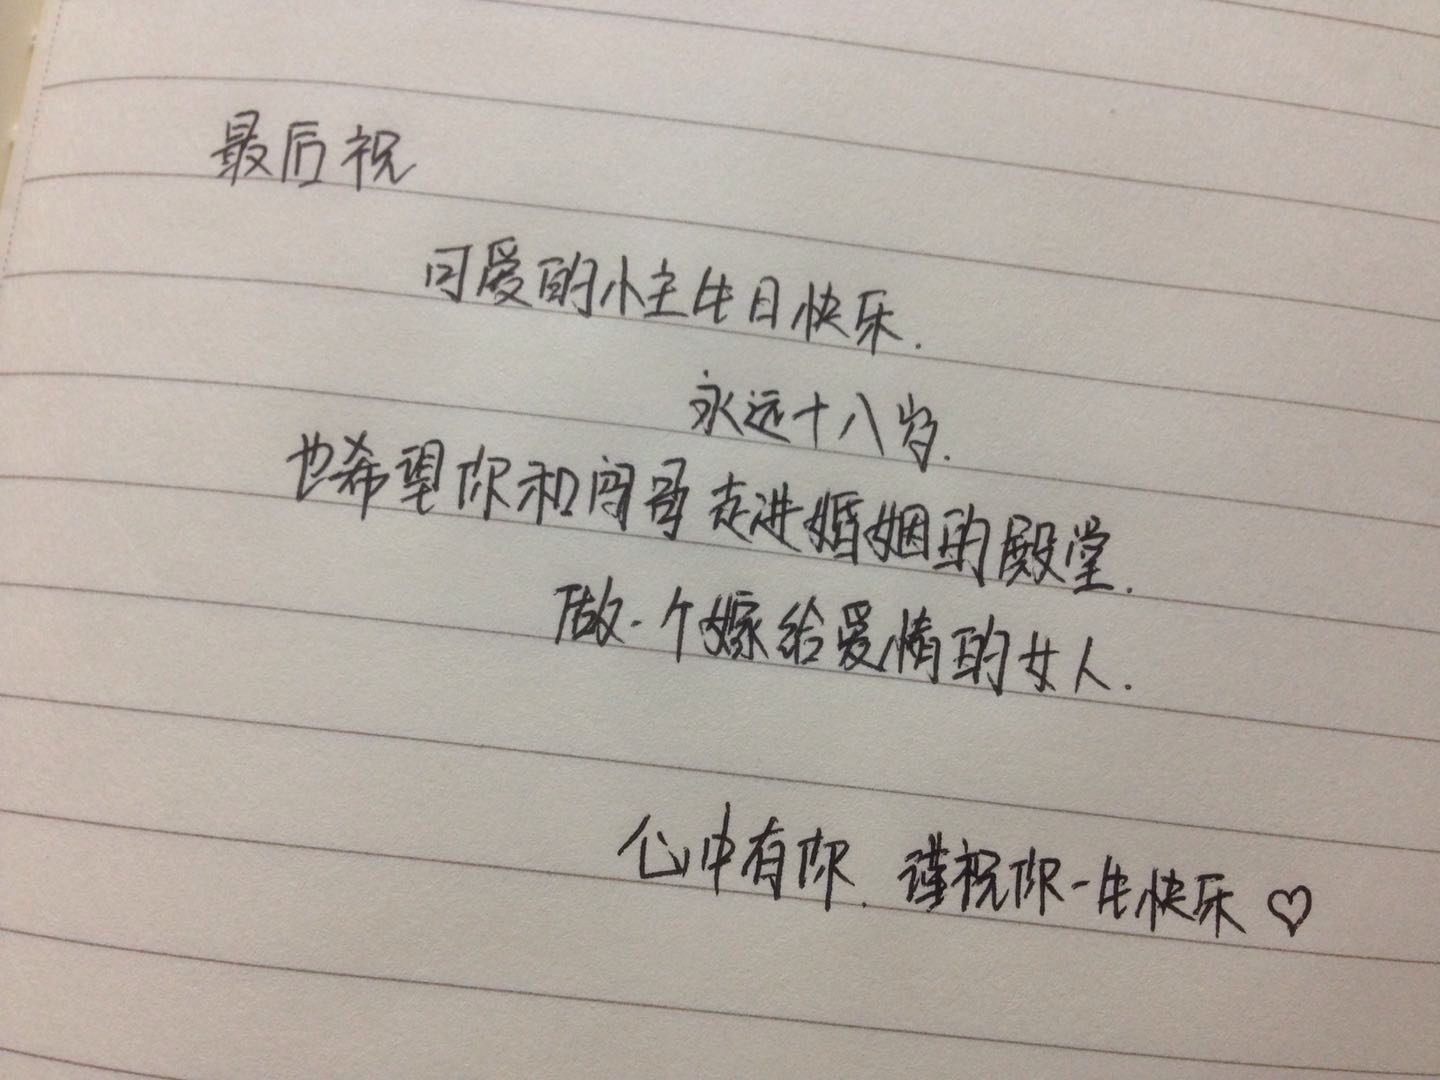 最后祝
可爱的小主生日快乐.
永远十八岁.
也希望你和闯哥走进婚姻的殿堂.
做一个嫁给爱情的女人.
心中有你.谨祝你一生快乐♡